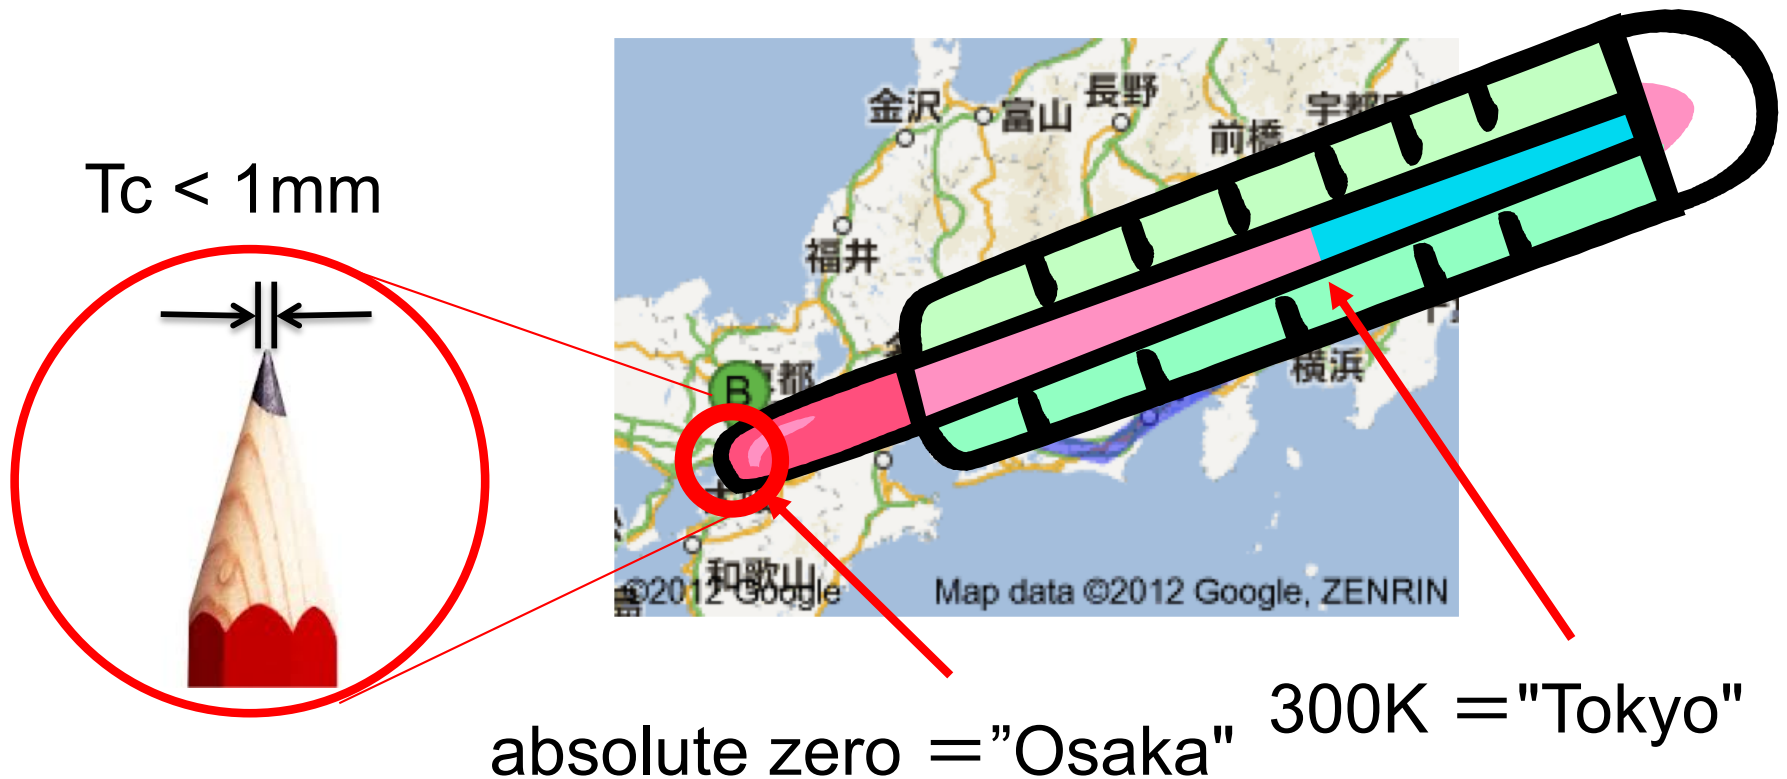 Tc < 1mm
金沢
富山
長野
前橋
福井
B
横浜
和歌山
©2012 Google
Map data ©2012 Google, ZENRIN
300K ="Tokyo"
absolute zero =”Osaka"